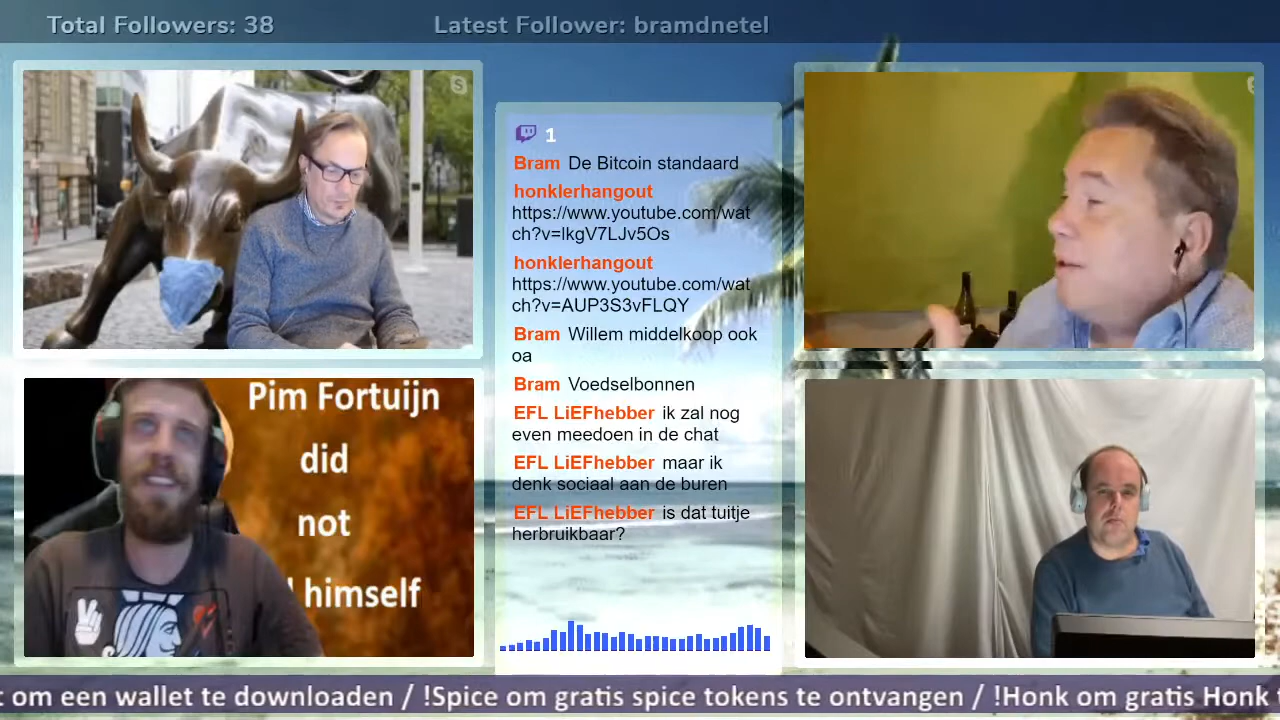 Total Followers: 38
Latest Follower: bramdnetel
1
Bram De Bitcoin standaard
honklerhangout
https://www.youtube.com/wat
ch?v=lkgV7LJv5Os
honklerhangout
https://www.youtube.com/wat
ch?v=AUP3S3vFLQY
Bram Willem middelkoop ook
oa
Bram Voedselbonnen
EFL LiEFhebber ik zal nog
even meedoen in de chat
EFL LiEFhebber maar ik
denk sociaal aan de buren
EFL LiEFhebber is dat tuitje
herbruikbaar?
Pim Fortuijn
did
not
himself
om een wallet te downloaden / !Spice om gratis spice tokens te ontvangen / !Honk om gratis Honk